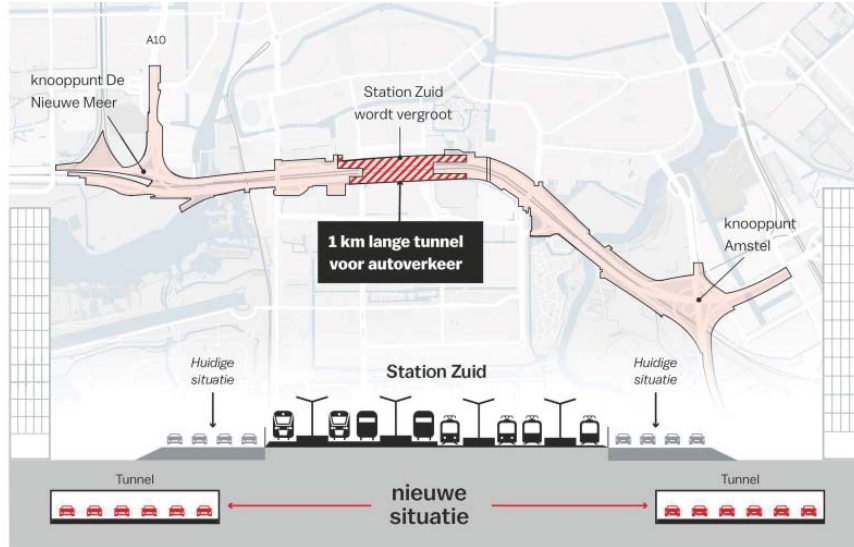 A10
knooppunt De
Nieuwe Meer
Station Zuid
wordt vergroot
1 km lange tunnel
voor autoverkeer
knooppunt
Amstel
Huidige
situatie
Station Zuid
Huidige
situatie
Tunnel
nieuwe
situatie
Tunnel